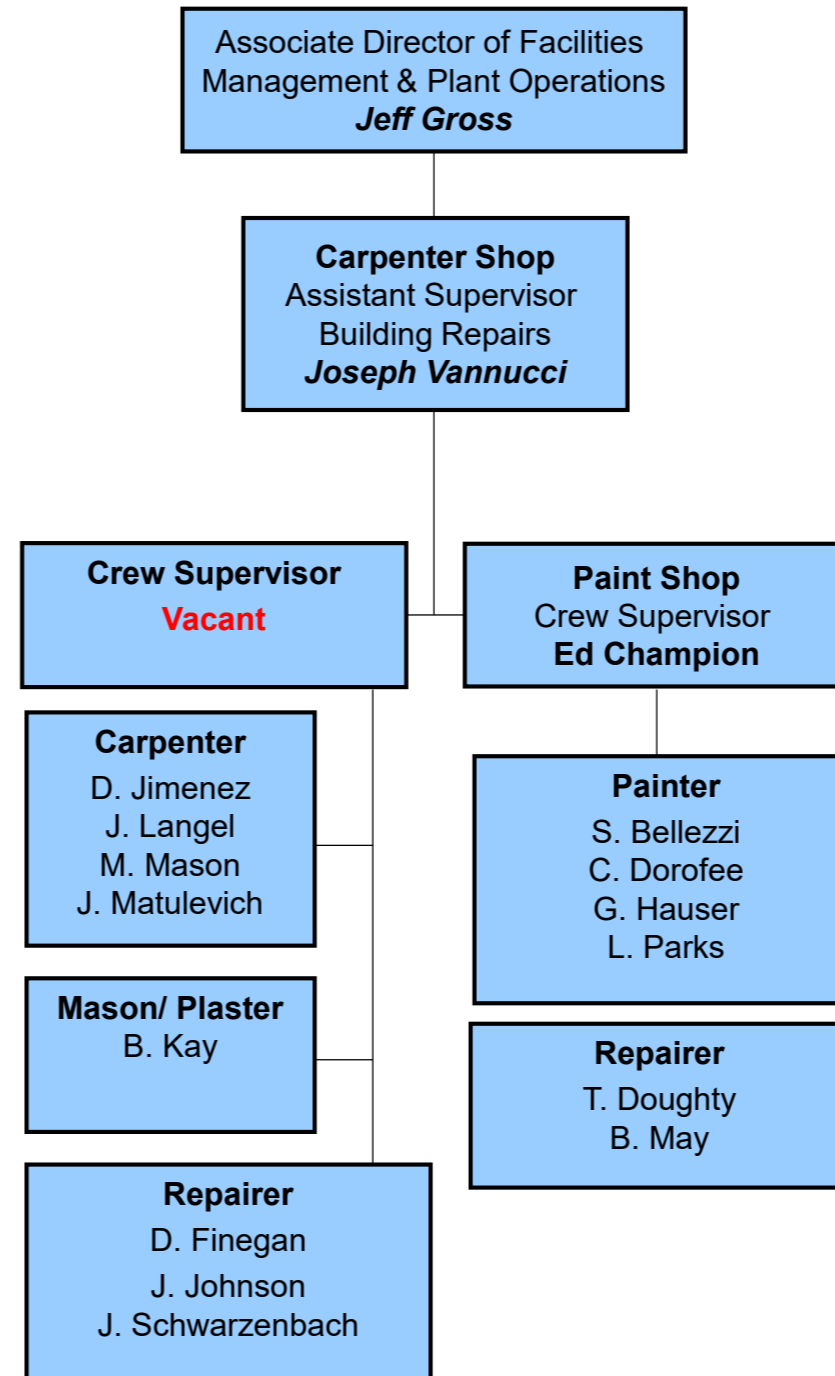 Associate Director of Facilities
Management & Plant Operations
Jeff Gross
Carpenter Shop
Assistant Supervisor
Building Repairs
Joseph Vannucci
Crew Supervisor
Vacant
Paint Shop
Crew Supervisor
Ed Champion
Carpenter
D. Jimenez
J. Langel
M. Mason
J. Matulevich
Painter
S. Bellezzi
C. Dorofee
G. Hauser
L. Parks
Mason/ Plaster
B. Kay
Repairer
T. Doughty
B. May
Repairer
D. Finegan
J. Johnson
J. Schwarzenbach